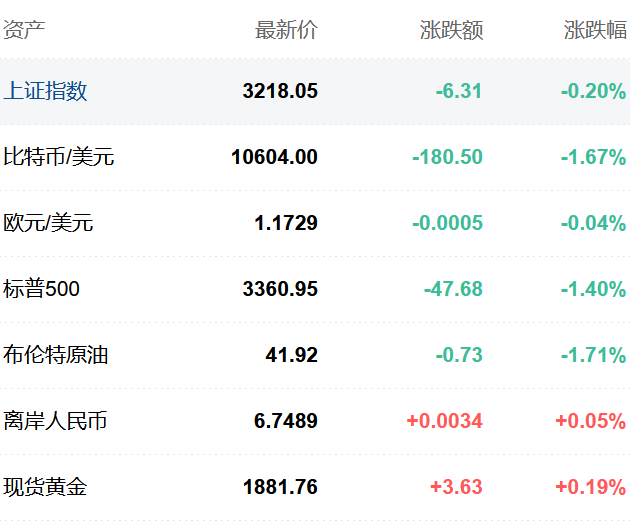 资产 最新价 涨跌额 涨跌幅
上证指数 3218.05 -6.31 -0.20%
比特币/美元 10604.00 -180.50 -1.67%
欧元/美元 1.1729 -0.0005 -0.04%
标普500 3360.95 -47.68 -1.40%
布伦特原油 41.92 -0.73 -1.71%
离岸人民币 6.7489 +0.0034 +0.05%
现货黄金 1881.76 +3.63 +0.19%